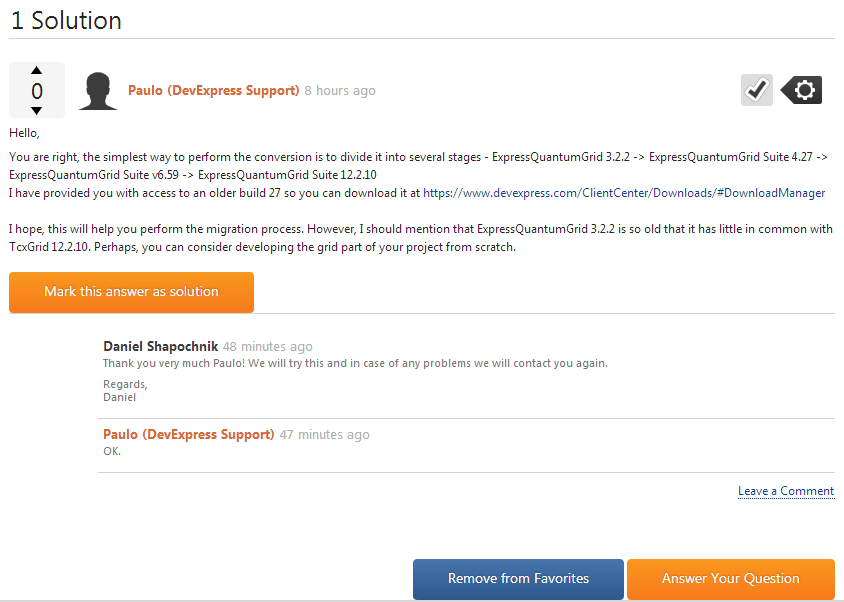 1 Solution
0
Paulo (DevExpress Support) 8 hours ago
Hello,
You are right, the simplest way to perform the conversion is to divide it into several stages - ExpressQuantumGrid 3.2.2 -> ExpressQuantumGrid Suite 4.27 ->
ExpressQuantumGrid Suite v6.59 -> ExpressQuantumGrid Suite 12.2.10
I have provided you with access to an older build 27 so you can download it at https://www.devexpress.com/ClientCenter/Downloads/#DownloadManager
I hope, this will help you perform the migration process. However, I should mention that ExpressQuantumGrid 3.2.2 is so old that it has little in common with
TcxGrid 12.2.10. Perhaps, you can consider developing the grid part of your project from scratch.
Mark this answer as solution
Daniel Shapochnik 48 minutes ago
Thank you very much Paulo! We will try this and in case of any problems we will contact you again.
Regards,
Daniel
Paulo (DevExpress Support) 47 minutes ago
OK.
Leave a Comment
Remove from Favorites Answer Your Question